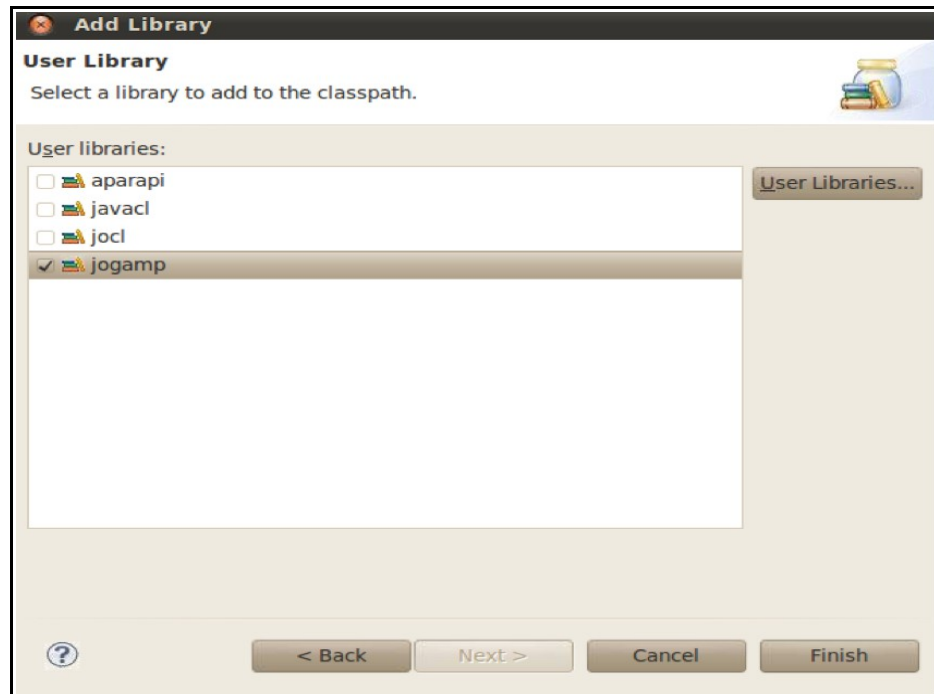 Add Library
User Library
Select a library to add to the classpath.
User libraries:
aparapi
javacl
jocl
jogamp
User Libraries...
?
< Back
Next >
Cancel
Finish